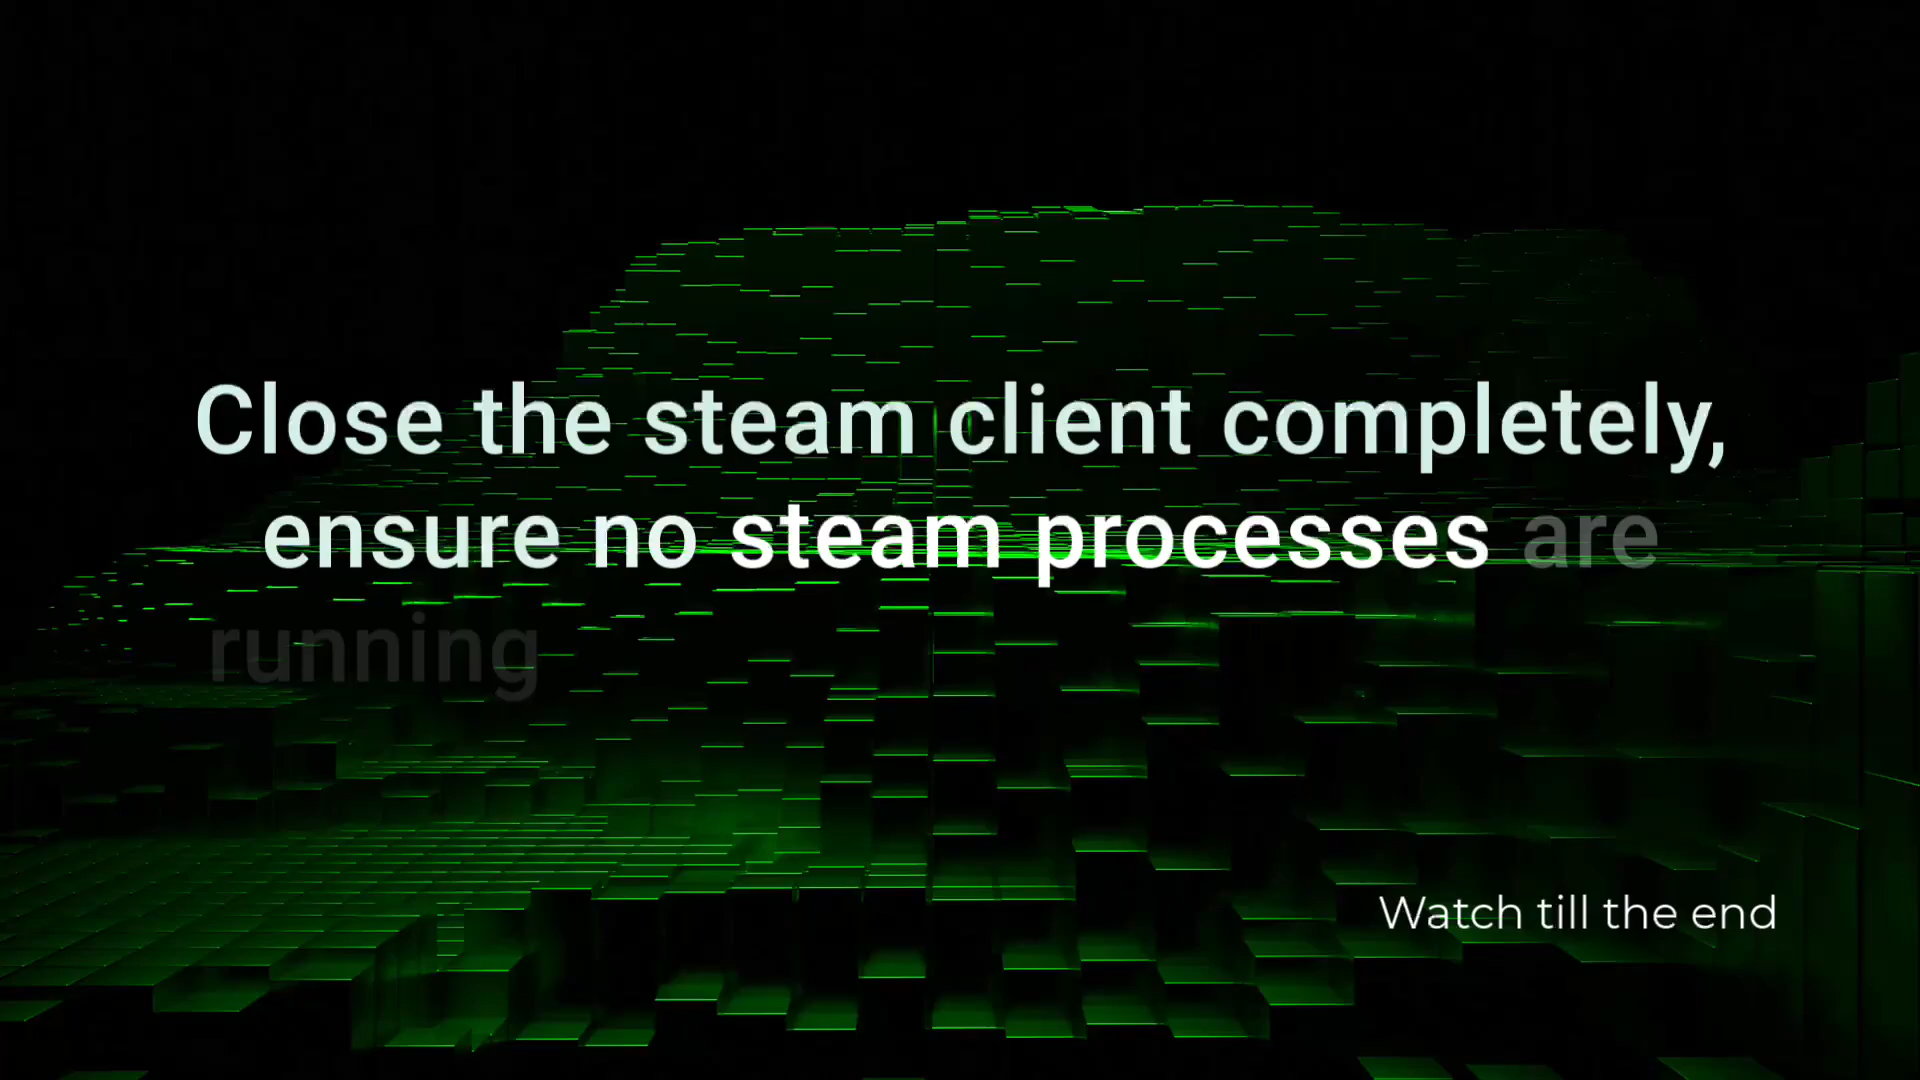 Close the steam client completely,
ensure no steam processes are
running
Watch till the end